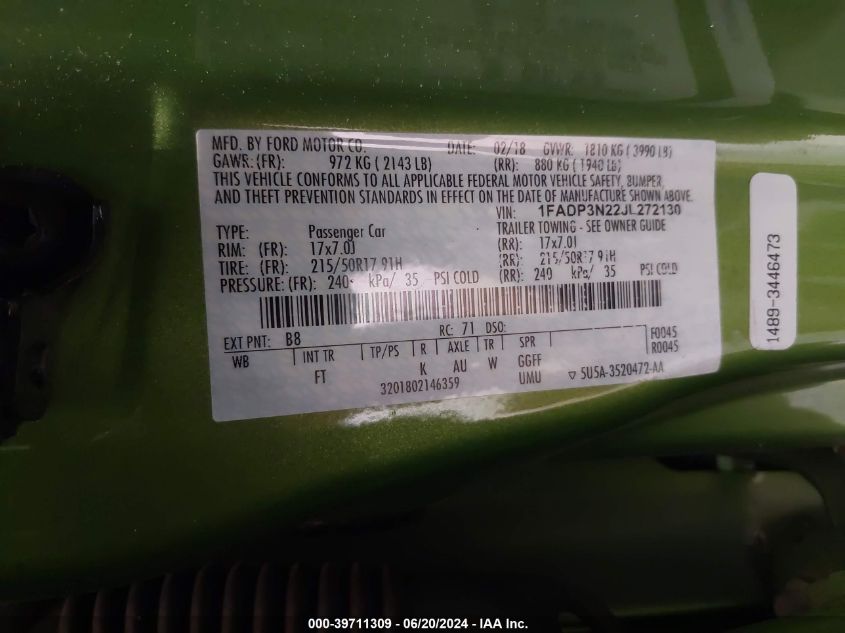 MFD. BY FORD MOTOR CO. DATE: 02/18 GVWR: 1810 KG ( 3990 LB)
GAWR: (FR): 972 KG ( 2143 LB) (RR): 880 KG ( 1940 LB)
THIS VEHICLE CONFORMS TO ALL APPLICABLE FEDERAL MOTOR VEHICLE SAFETY, BUMPER,
AND THEFT PREVENTION STANDARDS IN EFFECT ON THE DATE OF MANUFACTURE SHOWN ABOVE.
VIN: 1FADP3N22JL272130
TYPE: Passenger Car TRAILER TOWING - SEE OWNER GUIDE
RIM: (FR): 17x7.0J (RR): 17x7.0J
TIRE: (FR): 215/50R17 91H (RR): 215/50R17 91H
PRESSURE: (FR): 240 kPa/ 35 PSI COLD (RR): 240 kPa/ 35 PSI COLD
EXT PNT: B8 RC: 71 DSO: F0045
WB INT TR TP/PS R AXLE TR SPR R0045
FT K AU W GGFF
3201802146359 UMU ▽ 5U5A-3520472-AA
1489-3446473
000-39711309 - 06/20/2024 - IAA Inc.